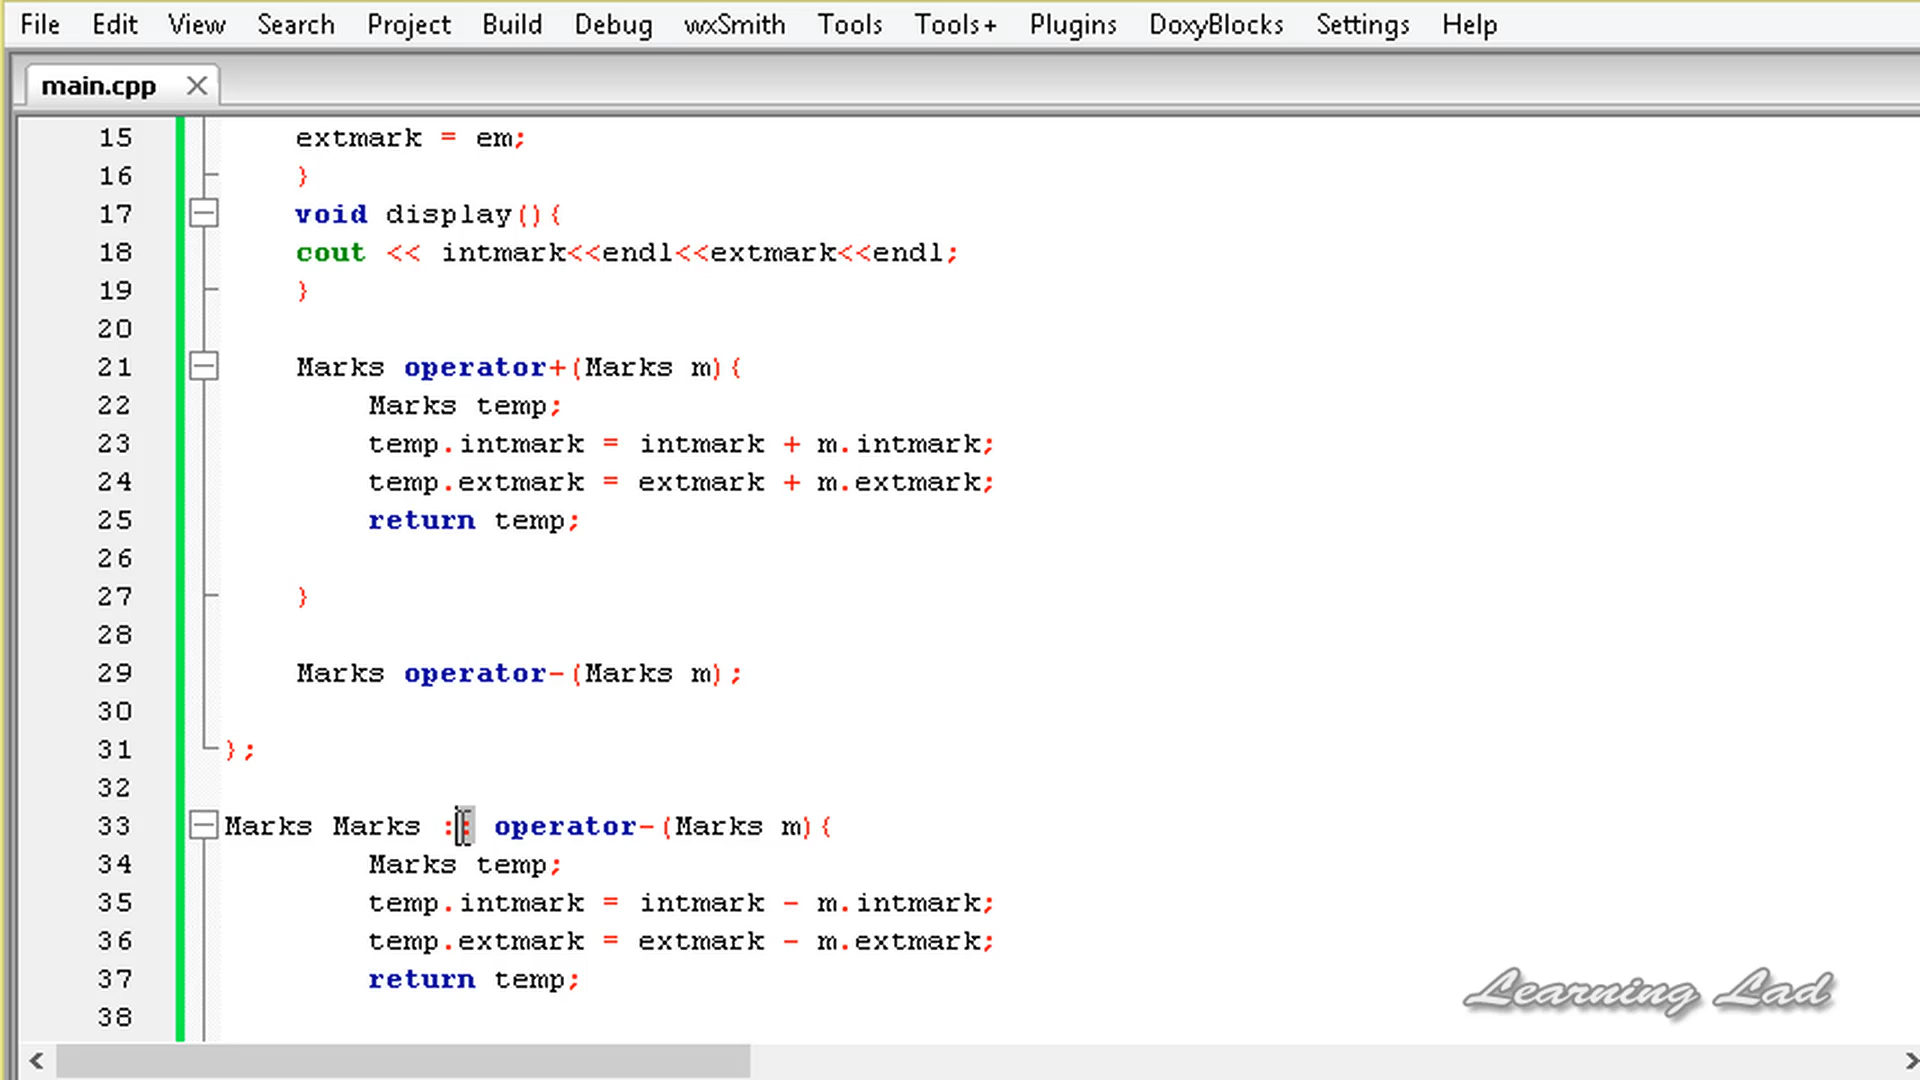 File Edit View Search Project Build Debug wxSmith Tools Tools+ Plugins DoxyBlocks Settings Help
main.cpp
15 extmark = em;
16 }
17 void display(){
18 cout << intmark<<endl<<extmark<<endl;
19 }
20
21 Marks operator+(Marks m){
22 Marks temp;
23 temp.intmark = intmark + m.intmark;
24 temp.extmark = extmark + m.extmark;
25 return temp;
26
27 }
28
29 Marks operator-(Marks m);
30
31 };
32
33 Marks Marks :: operator-(Marks m){
34 Marks temp;
35 temp.intmark = intmark - m.intmark;
36 temp.extmark = extmark - m.extmark;
37 return temp;
38
Learning Lad